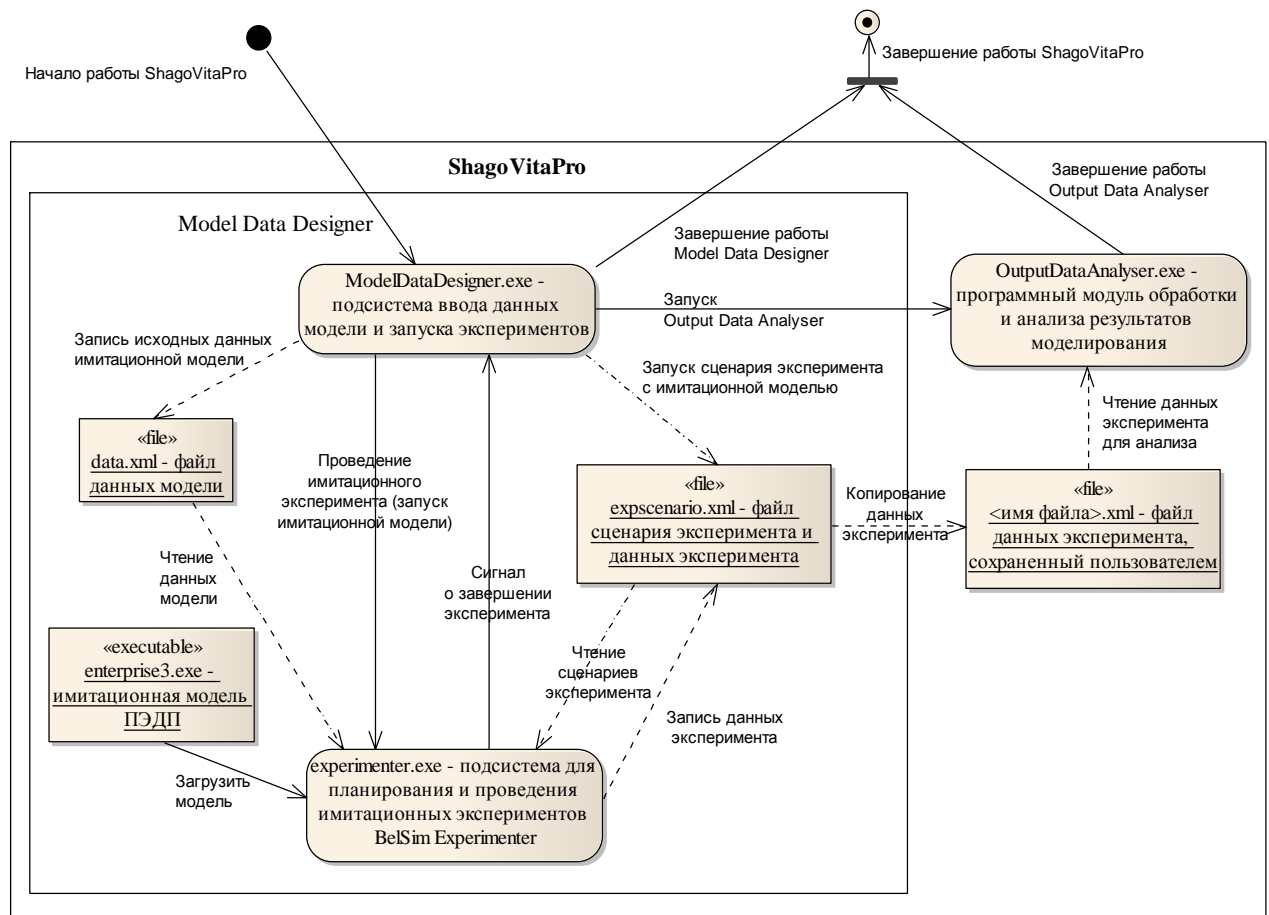 Начало работы ShagoVitaPro
Завершение работы ShagoVitaPro
ShagoVitaPro
Model Data Designer
Завершение работы
Output Data Analyser
Завершение работы
Model Data Designer
ModelDataDesigner.exe -
подсистема ввода данных
модели и запуска экспериментов
Запуск
Output Data Analyser
OutputDataAnalyser.exe -
программный модуль обработки
и анализа результатов
моделирования
Запись исходных данных
имитационной модели
Запуск сценария эксперимента
с имитационной моделью
Чтение данных
эксперимента
для анализа
«file»
data.xml - файл
данных модели
Проведение
имитационного
эксперимента (запуск
имитационной модели)
«file»
expscenario.xml - файл
сценария эксперимента и
данных эксперимента
Копирование
данных
эксперимента
«file»
<имя файла>.xml - файл
данных эксперимента,
сохраненный пользователем
Чтение
данных
модели
Сигнал
о завершении
эксперимента
«executable»
enterprise3.exe -
имитационная модель
ПЭДП
Чтение
сценариев
эксперимента
Запись данных
эксперимента
Загрузить
модель
experimenter.exe - подсистема для
планирования и проведения
имитационных экспериментов
BelSim Experimenter